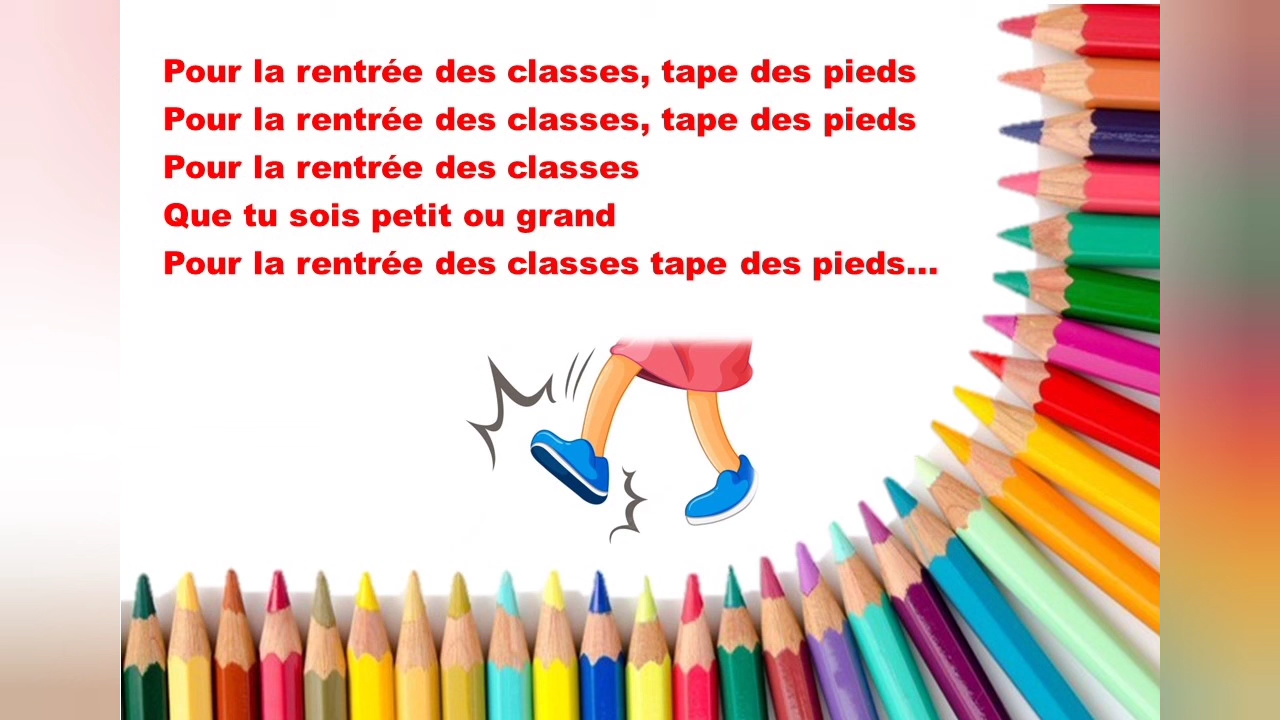 Pour la rentrée des classes, tape des pieds
Pour la rentrée des classes, tape des pieds
Pour la rentrée des classes
Que tu sois petit ou grand
Pour la rentrée des classes tape des pieds...